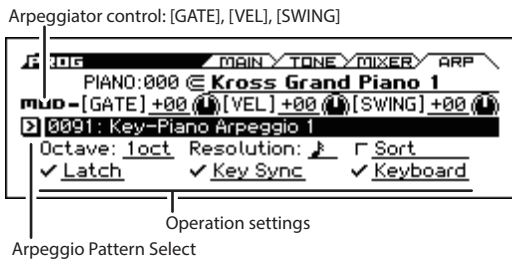 Arpeggiator control: [GATE], [VEL], [SWING]
PROG MAIN TONE MIXER ARP
PIANO:000 Kross Grand Piano 1
[GATE] +00 [VEL] +00 [SWING] +00
0091: Key-Piano Arpeggio 1
Octave: 1oct Resolution: Sort
Latch Key Sync Keyboard
Operation settings
Arpeggio Pattern Select